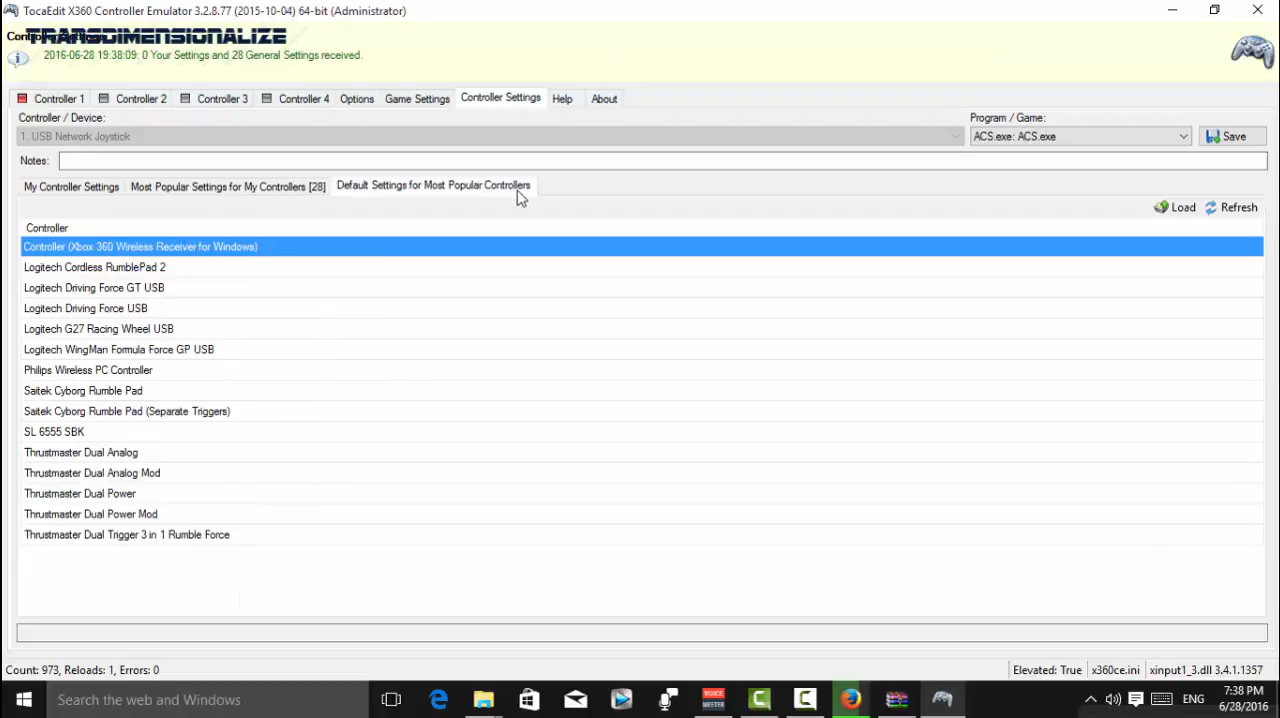 TocaEdit X360 Controller Emulator 3.2.8.77 (2015-10-04) 64-bit (Administrator)
TRANSDIMENSIONALIZE
2016-06-28 19:38:09: 0 Your Settings and 28 General Settings received.
Controller 1 Controller 2 Controller 3 Controller 4 Options Game Settings Controller Settings Help About
Controller / Device: Program / Game:
1. USB Network Joystick ACS.exe: ACS.exe Save
Notes:
My Controller Settings Most Popular Settings for My Controllers [28] Default Settings for Most Popular Controllers
Load Refresh
Controller
Controller (Xbox 360 Wireless Receiver for Windows)
Logitech Cordless RumblePad 2
Logitech Driving Force GT USB
Logitech Driving Force USB
Logitech G27 Racing Wheel USB
Logitech WingMan Formula Force GP USB
Philips Wireless PC Controller
Saitek Cyborg Rumble Pad
Saitek Cyborg Rumble Pad (Separate Triggers)
SL 6555 SBK
Thrustmaster Dual Analog
Thrustmaster Dual Analog Mod
Thrustmaster Dual Power
Thrustmaster Dual Power Mod
Thrustmaster Dual Trigger 3 in 1 Rumble Force
Count: 973, Reloads: 1, Errors: 0 Elevated: True x360ce.ini xinput1_3.dll 3.4.1.1357
Search the web and Windows VOICE MEETER ENG 7:38 PM
6/28/2016